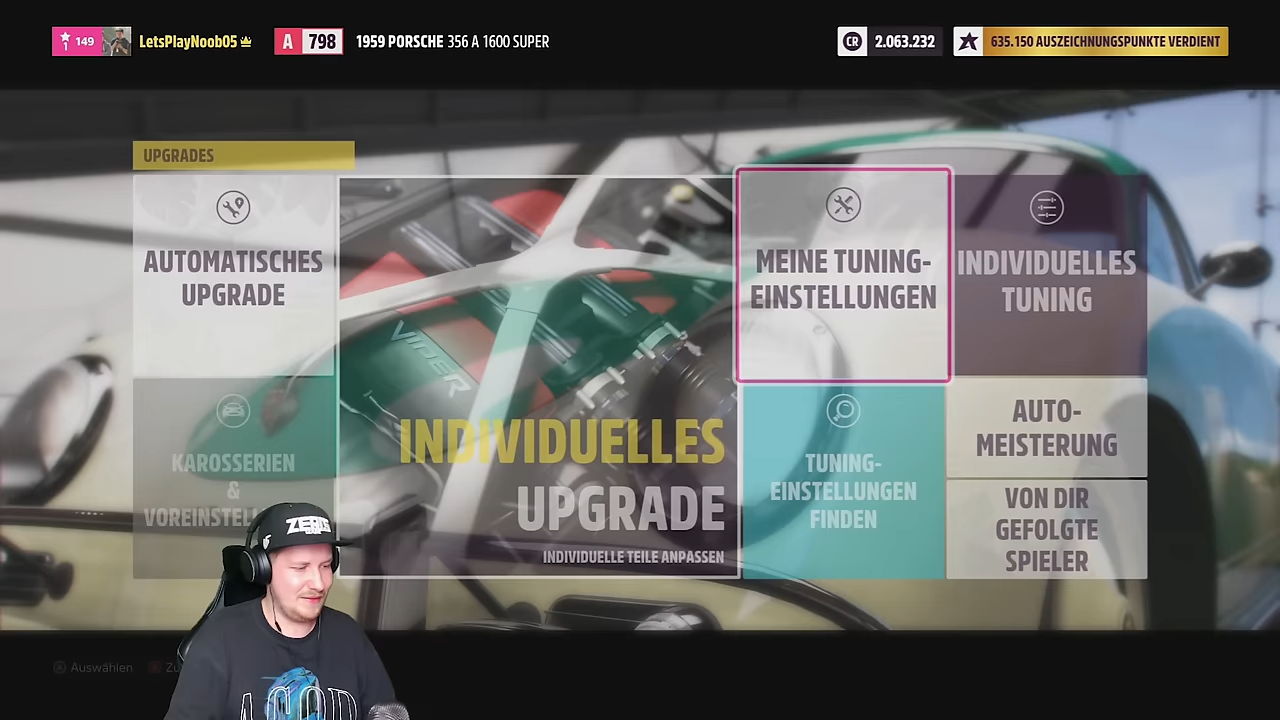 1 149
LetsPlayNoob05
A 798
1959 PORSCHE 356 A 1600 SUPER
CR 2.063.232
635.150 AUSZEICHNUNGSPUNKTE VERDIENT
UPGRADES
AUTOMATISCHES
UPGRADE
KAROSSERIEN
&
VIPER
INDIVIDUELLES
UPGRADE
INDIVIDUELLE TEILE ANPASSEN
MEINE TUNING-
EINSTELLUNGEN
INDIVIDUELLES
TUNING
TUNING-
EINSTELLUNGEN
FINDEN
AUTO-
MEISTERUNG
VON DIR
GEFOLGTE
SPIELER
Auswählen